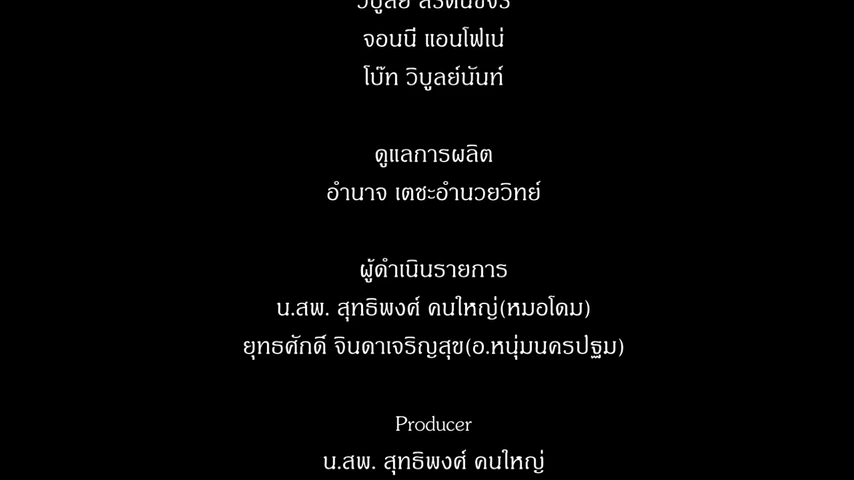 จอนนี แอนโฟเน่
โบ๊ท วิบูลย์นันท์
ดูแลการผลิต
อำนาจ เตชะอำนวยวิทย์
ผู้ดำเนินรายการ
น.สพ. สุทธิพงศ์ คนใหญ่(หมอโดม)
ยุทธศักดิ์ จินดาเจริญสุข(อ.หนุ่มนครปฐม)
Producer
น.สพ. สุทธิพงศ์ คนใหญ่